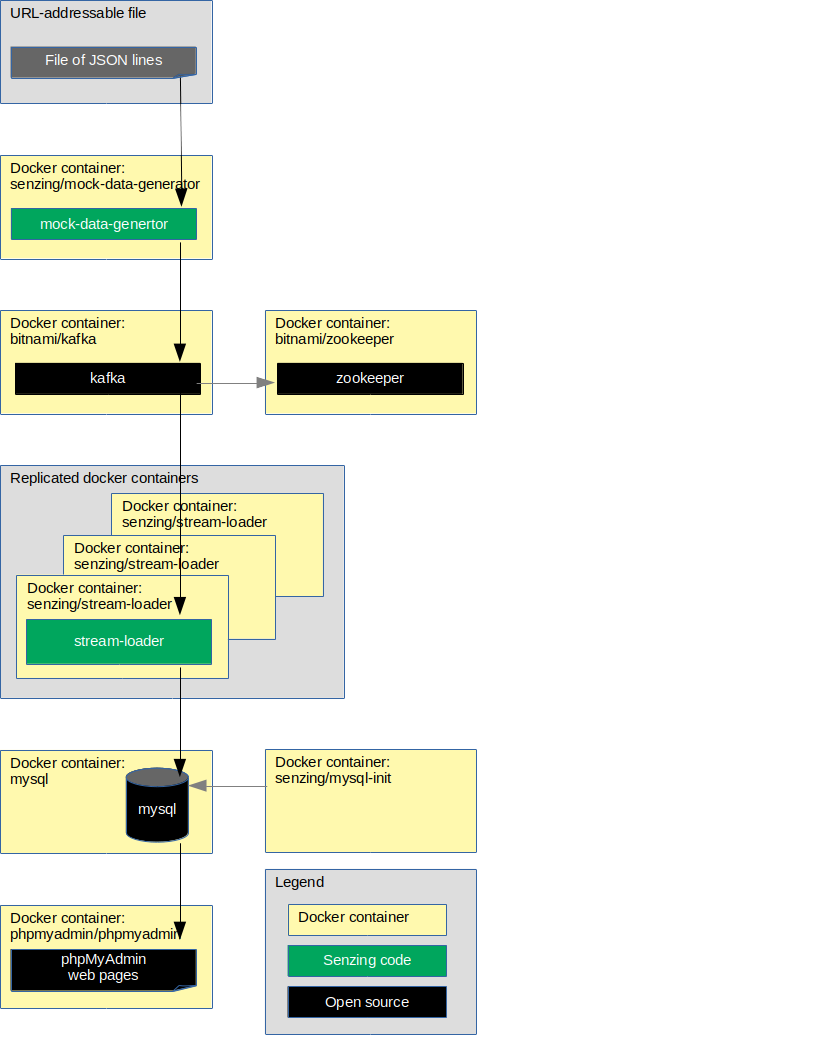 URL-addressable file
File of JSON lines
Docker container:
senzing/mock-data-generator
mock-data-genertor
Docker container:
bitnami/kafka
kafka
Docker container:
bitnami/zookeeper
zookeeper
Replicated docker containers
Docker container:
senzing/stream-loader
Docker container:
senzing/stream-loader
Docker container:
senzing/stream-loader
stream-loader
Docker container:
mysql
mysql
Docker container:
senzing/mysql-init
Docker container:
phpmyadmin/phpmyadmin
phpMyAdmin
web pages
Legend
Docker container
Senzing code
Open source